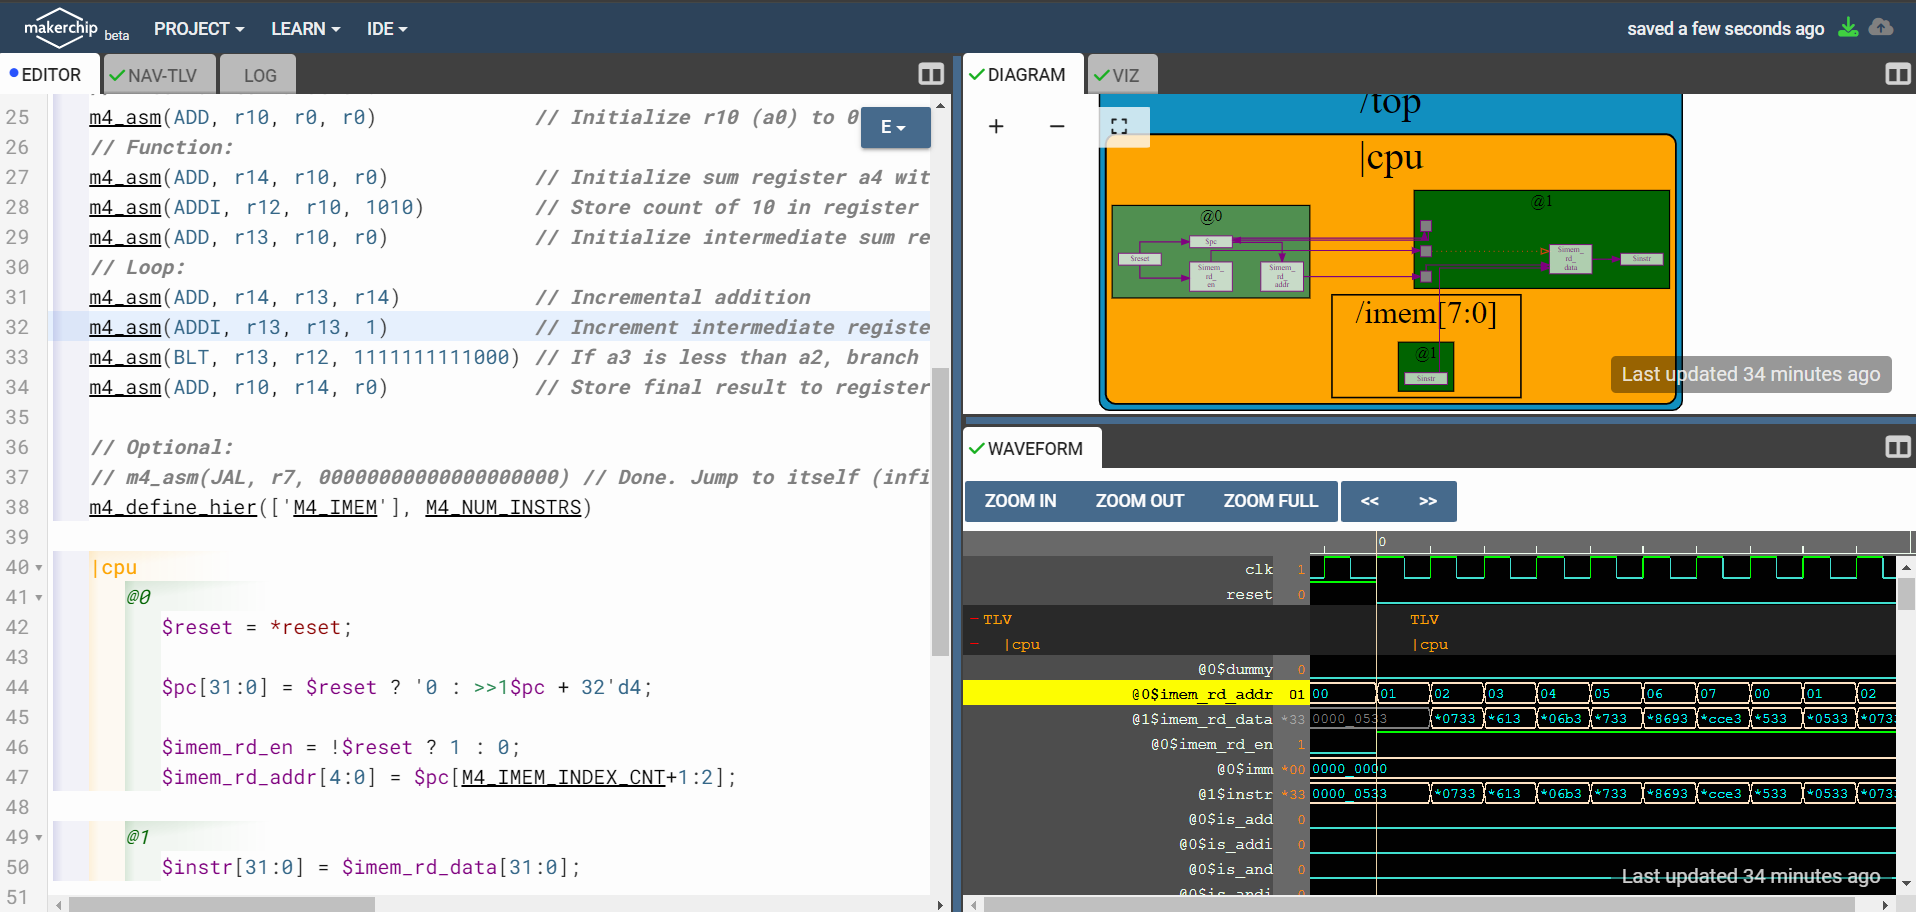 makerchip beta PROJECT LEARN IDE saved a few seconds ago
EDITOR NAV-TLV LOG
25 m4_asm(ADD, r10, r0, r0) // Initialize r10 (a0) to 0
E
26 // Function:
27 m4_asm(ADD, r14, r10, r0) // Initialize sum register a4 wit
28 m4_asm(ADDI, r12, r10, 1010) // Store count of 10 in register
29 m4_asm(ADD, r13, r10, r0) // Initialize intermediate sum re
30 // Loop:
31 m4_asm(ADD, r14, r13, r14) // Incremental addition
32 m4_asm(ADDI, r13, r13, 1) // Increment intermediate registe
33 m4_asm(BLT, r13, r12, 1111111111000) // If a3 is less than a2, branch
34 m4_asm(ADD, r10, r14, r0) // Store final result to register
35
36 // Optional:
37 // m4_asm(JAL, r7, 00000000000000000000) // Done. Jump to itself (infi
38 m4_define_hier(['M4_IMEM'], M4_NUM_INSTRS)
39
40 |cpu
41 @0
42 $reset = *reset;
43
44 $pc[31:0] = $reset ? '0 : >>1$pc + 32'd4;
45
46 $imem_rd_en = !$reset ? 1 : 0;
47 $imem_rd_addr[4:0] = $pc[M4_IMEM_INDEX_CNT+1:2];
48
49 @1
50 $instr[31:0] = $imem_rd_data[31:0];
51
DIAGRAM VIZ
+ −
/top
|cpu
@0
$reset
$pc
$imem_
rd_
en
$imem_
rd_
addr
@1
$imem_
rd_
data
$instr
/imem[7:0]
@1
$instr
Last updated 34 minutes ago
WAVEFORM
ZOOM IN ZOOM OUT ZOOM FULL << >>
0
clk 1
reset 0
TLV TLV
|cpu |cpu
@0$dummy 0
@0$imem_rd_addr 01 00 01 02 03 04 05 06 07 00 01 02
@1$imem_rd_data *33 0000_0533 *0733 *613 *06b3 *733 *8693 *cce3 *533 *0533 *073
@0$imem_rd_en 1
@0$imm *00 0000_0000
@1$instr *33 0000_0533 *0733 *613 *06b3 *733 *8693 *cce3 *533 *0533 *073
@0$is_add 0
@0$is_addi 0
@0$is_and 0
@0$is_andi 0
Last updated 34 minutes ago